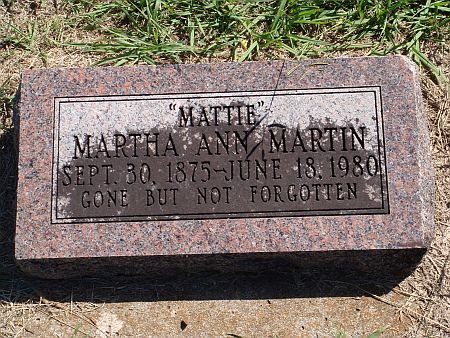 "MATTIE"
MARTHA ANN MARTIN
SEPT. 30, 1875-JUNE 18, 1980
GONE BUT NOT FORGOTTEN